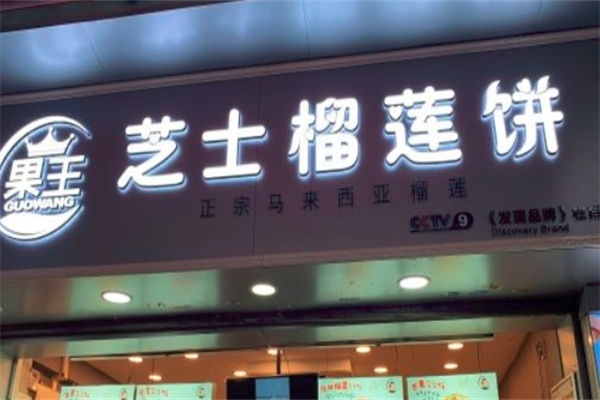 果王
GUOWANG
芝士榴莲饼
正宗马来西亚榴莲
CCTV 9 《发现品牌》
Discovery Brand